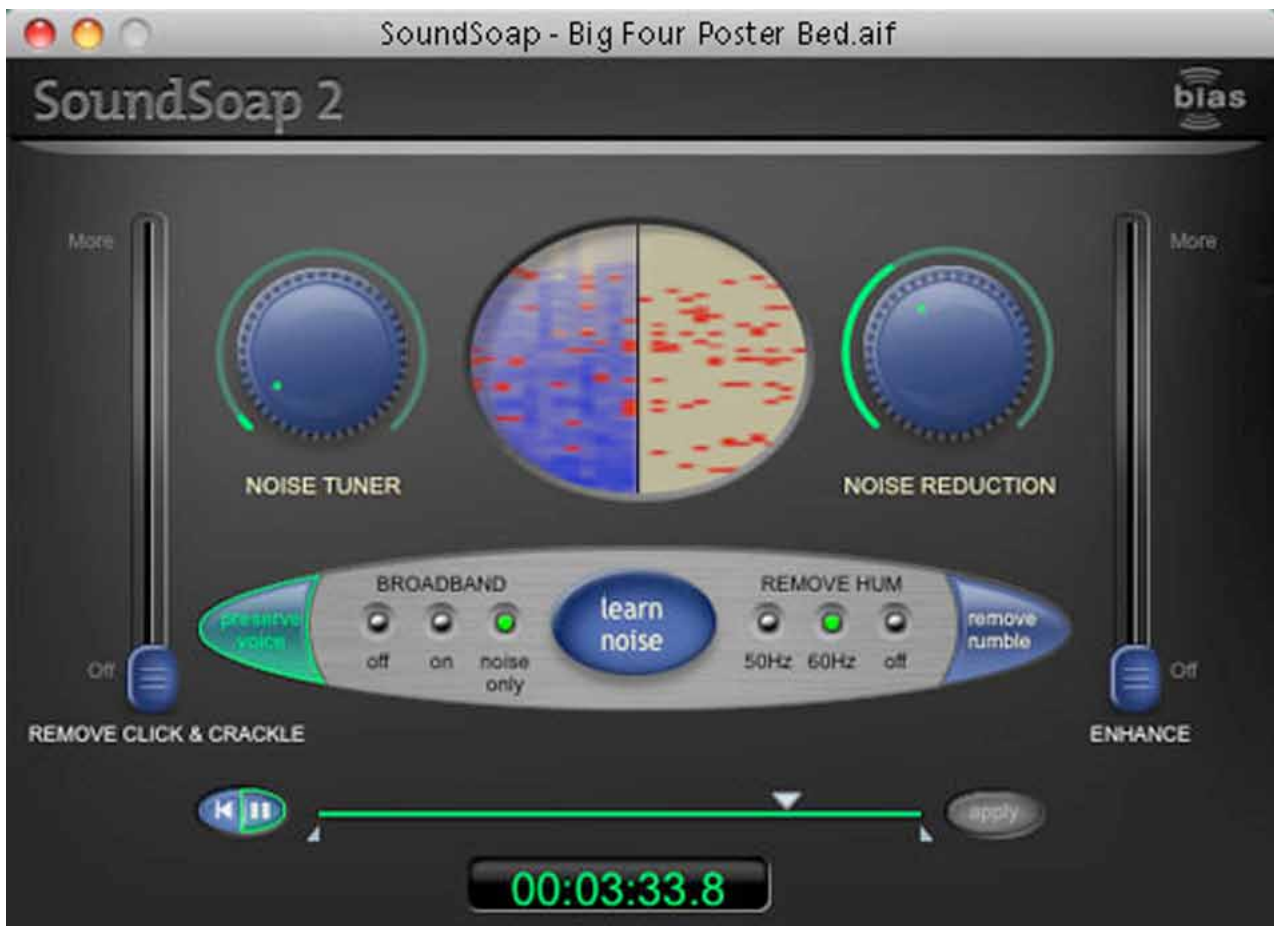 SoundSoap - Big Four Poster Bed.aif
SoundSoap 2
bias
More
More
NOISE TUNER
NOISE REDUCTION
BROADBAND
REMOVE HUM
preserve
voice
off
on
noise
only
learn
noise
50Hz
60Hz
off
remove
rumble
Off
Off
REMOVE CLICK & CRACKLE
ENHANCE
apply
00:03:33.8